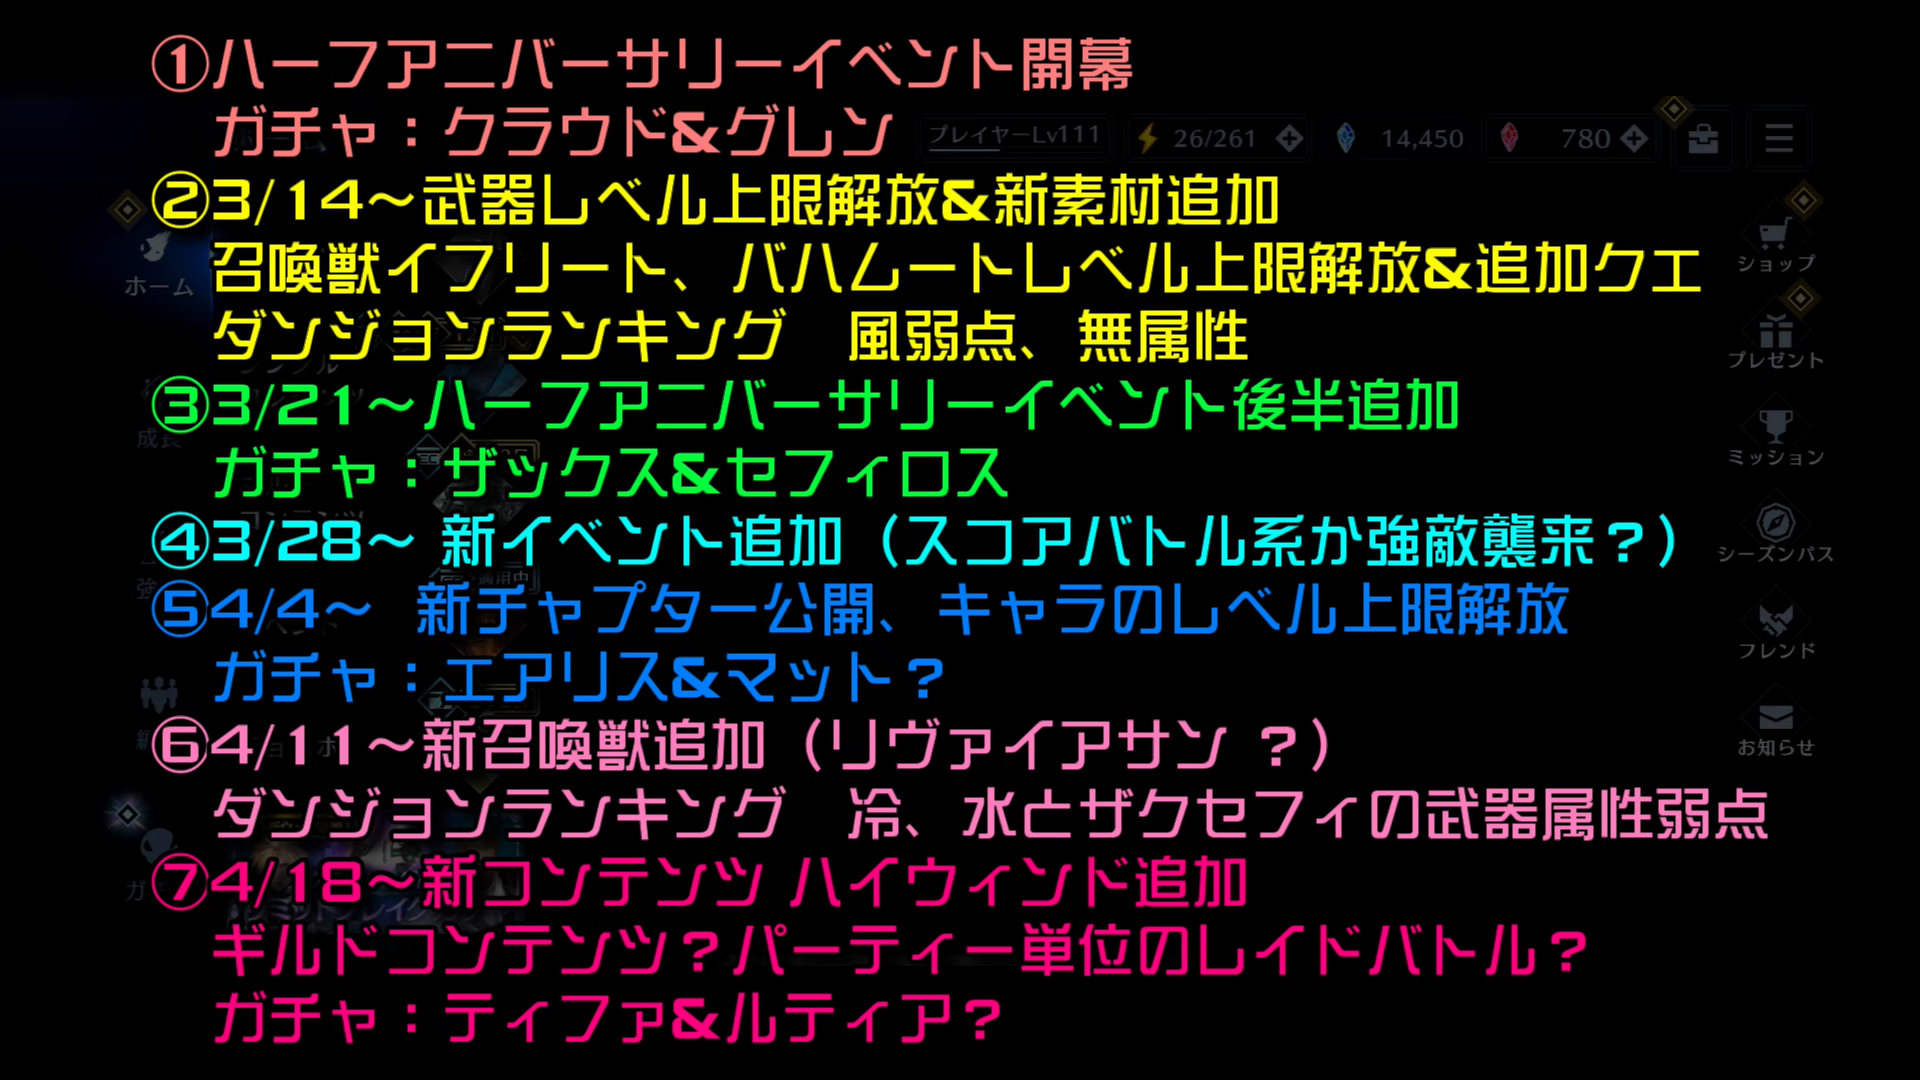 ①ハーフアニバーサリーイベント開幕
ガチャ：クラウド&グレン
プレイヤーLv111
26/261
14,450
780
②3/14～武器レベル上限解放&新素材追加
召喚獣イフリート、バハムートレベル上限解放&追加クエ
ダンジョンランキング　風弱点、無属性
③3/21～ハーフアニバーサリーイベント後半追加
ガチャ：ザックス&セフィロス
④3/28～ 新イベント追加（スコアバトル系か強敵襲来？）
⑤4/4～ 新チャプター公開、キャラのレベル上限解放
ガチャ：エアリス&マット？
⑥4/11～新召喚獣追加（リヴァイアサン ？）
ダンジョンランキング　冷、水とザクセフィの武器属性弱点
⑦4/18～新コンテンツ ハイウィンド追加
ギルドコンテンツ？パーティー単位のレイドバトル？
ガチャ：ティファ&ルティア？
ホーム
成長
ショップ
プレゼント
ミッション
シーズンパス
フレンド
お知らせ